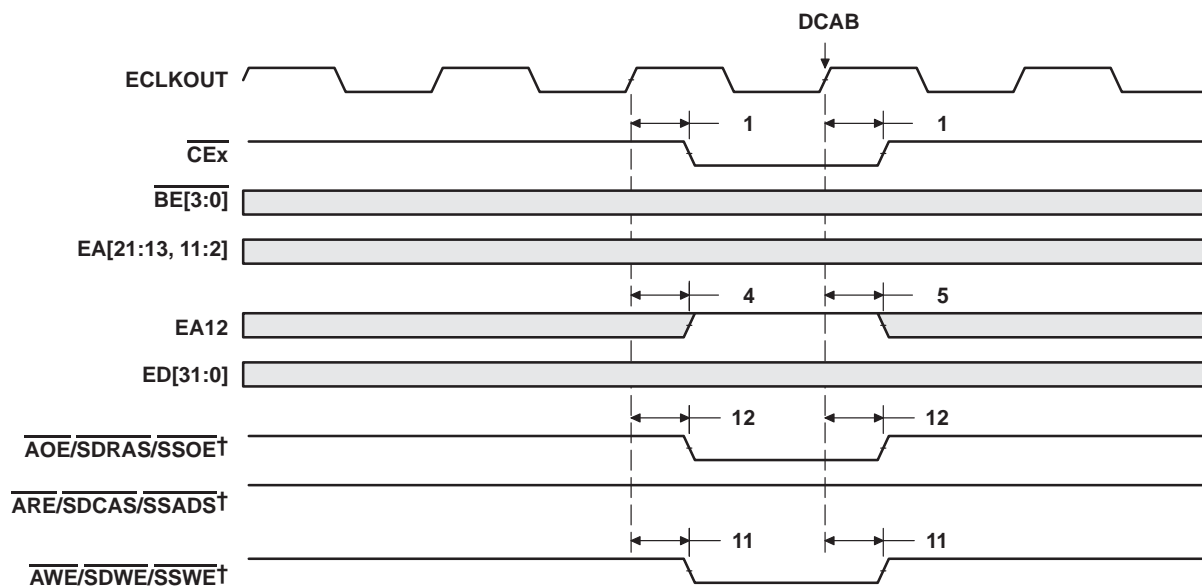 DCAB
ECLKOUT
1 1
CEx
BE[3:0]
EA[21:13, 11:2]
4 5
EA12
ED[31:0]
12 12
AOE/SDRAS/SSOE†
ARE/SDCAS/SSADS†
11 11
AWE/SDWE/SSWE†